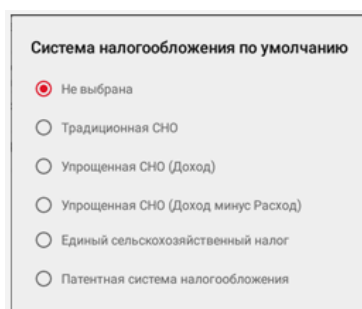 Система налогообложения по умолчанию
Не выбрана
Традиционная СНО
Упрощенная СНО (Доход)
Упрощенная СНО (Доход минус Расход)
Единый сельскохозяйственный налог
Патентная система налогообложения